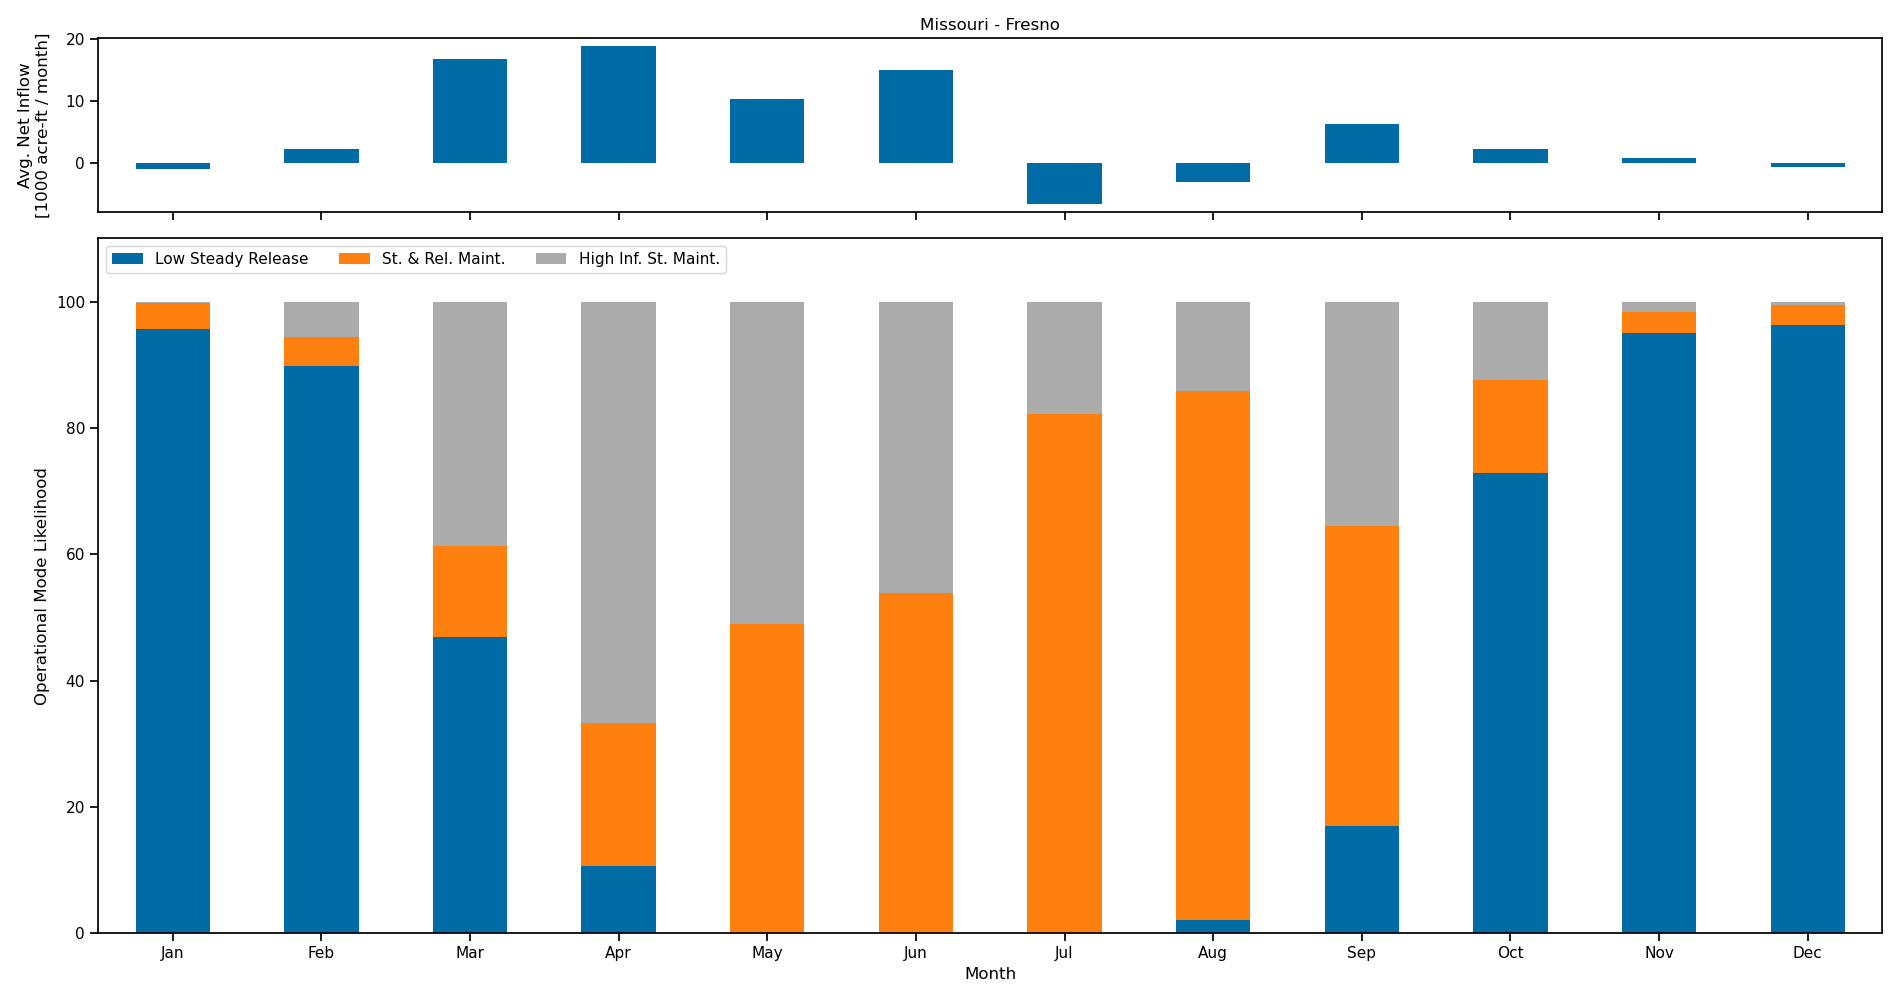 Missouri - Fresno
Avg. Net Inflow
[1000 acre-ft / month]
20
10
0
Low Steady Release
St. & Rel. Maint.
High Inf. St. Maint.
Operational Mode Likelihood
100
80
60
40
20
0
Jan
Feb
Mar
Apr
May
Jun
Jul
Aug
Sep
Oct
Nov
Dec
Month